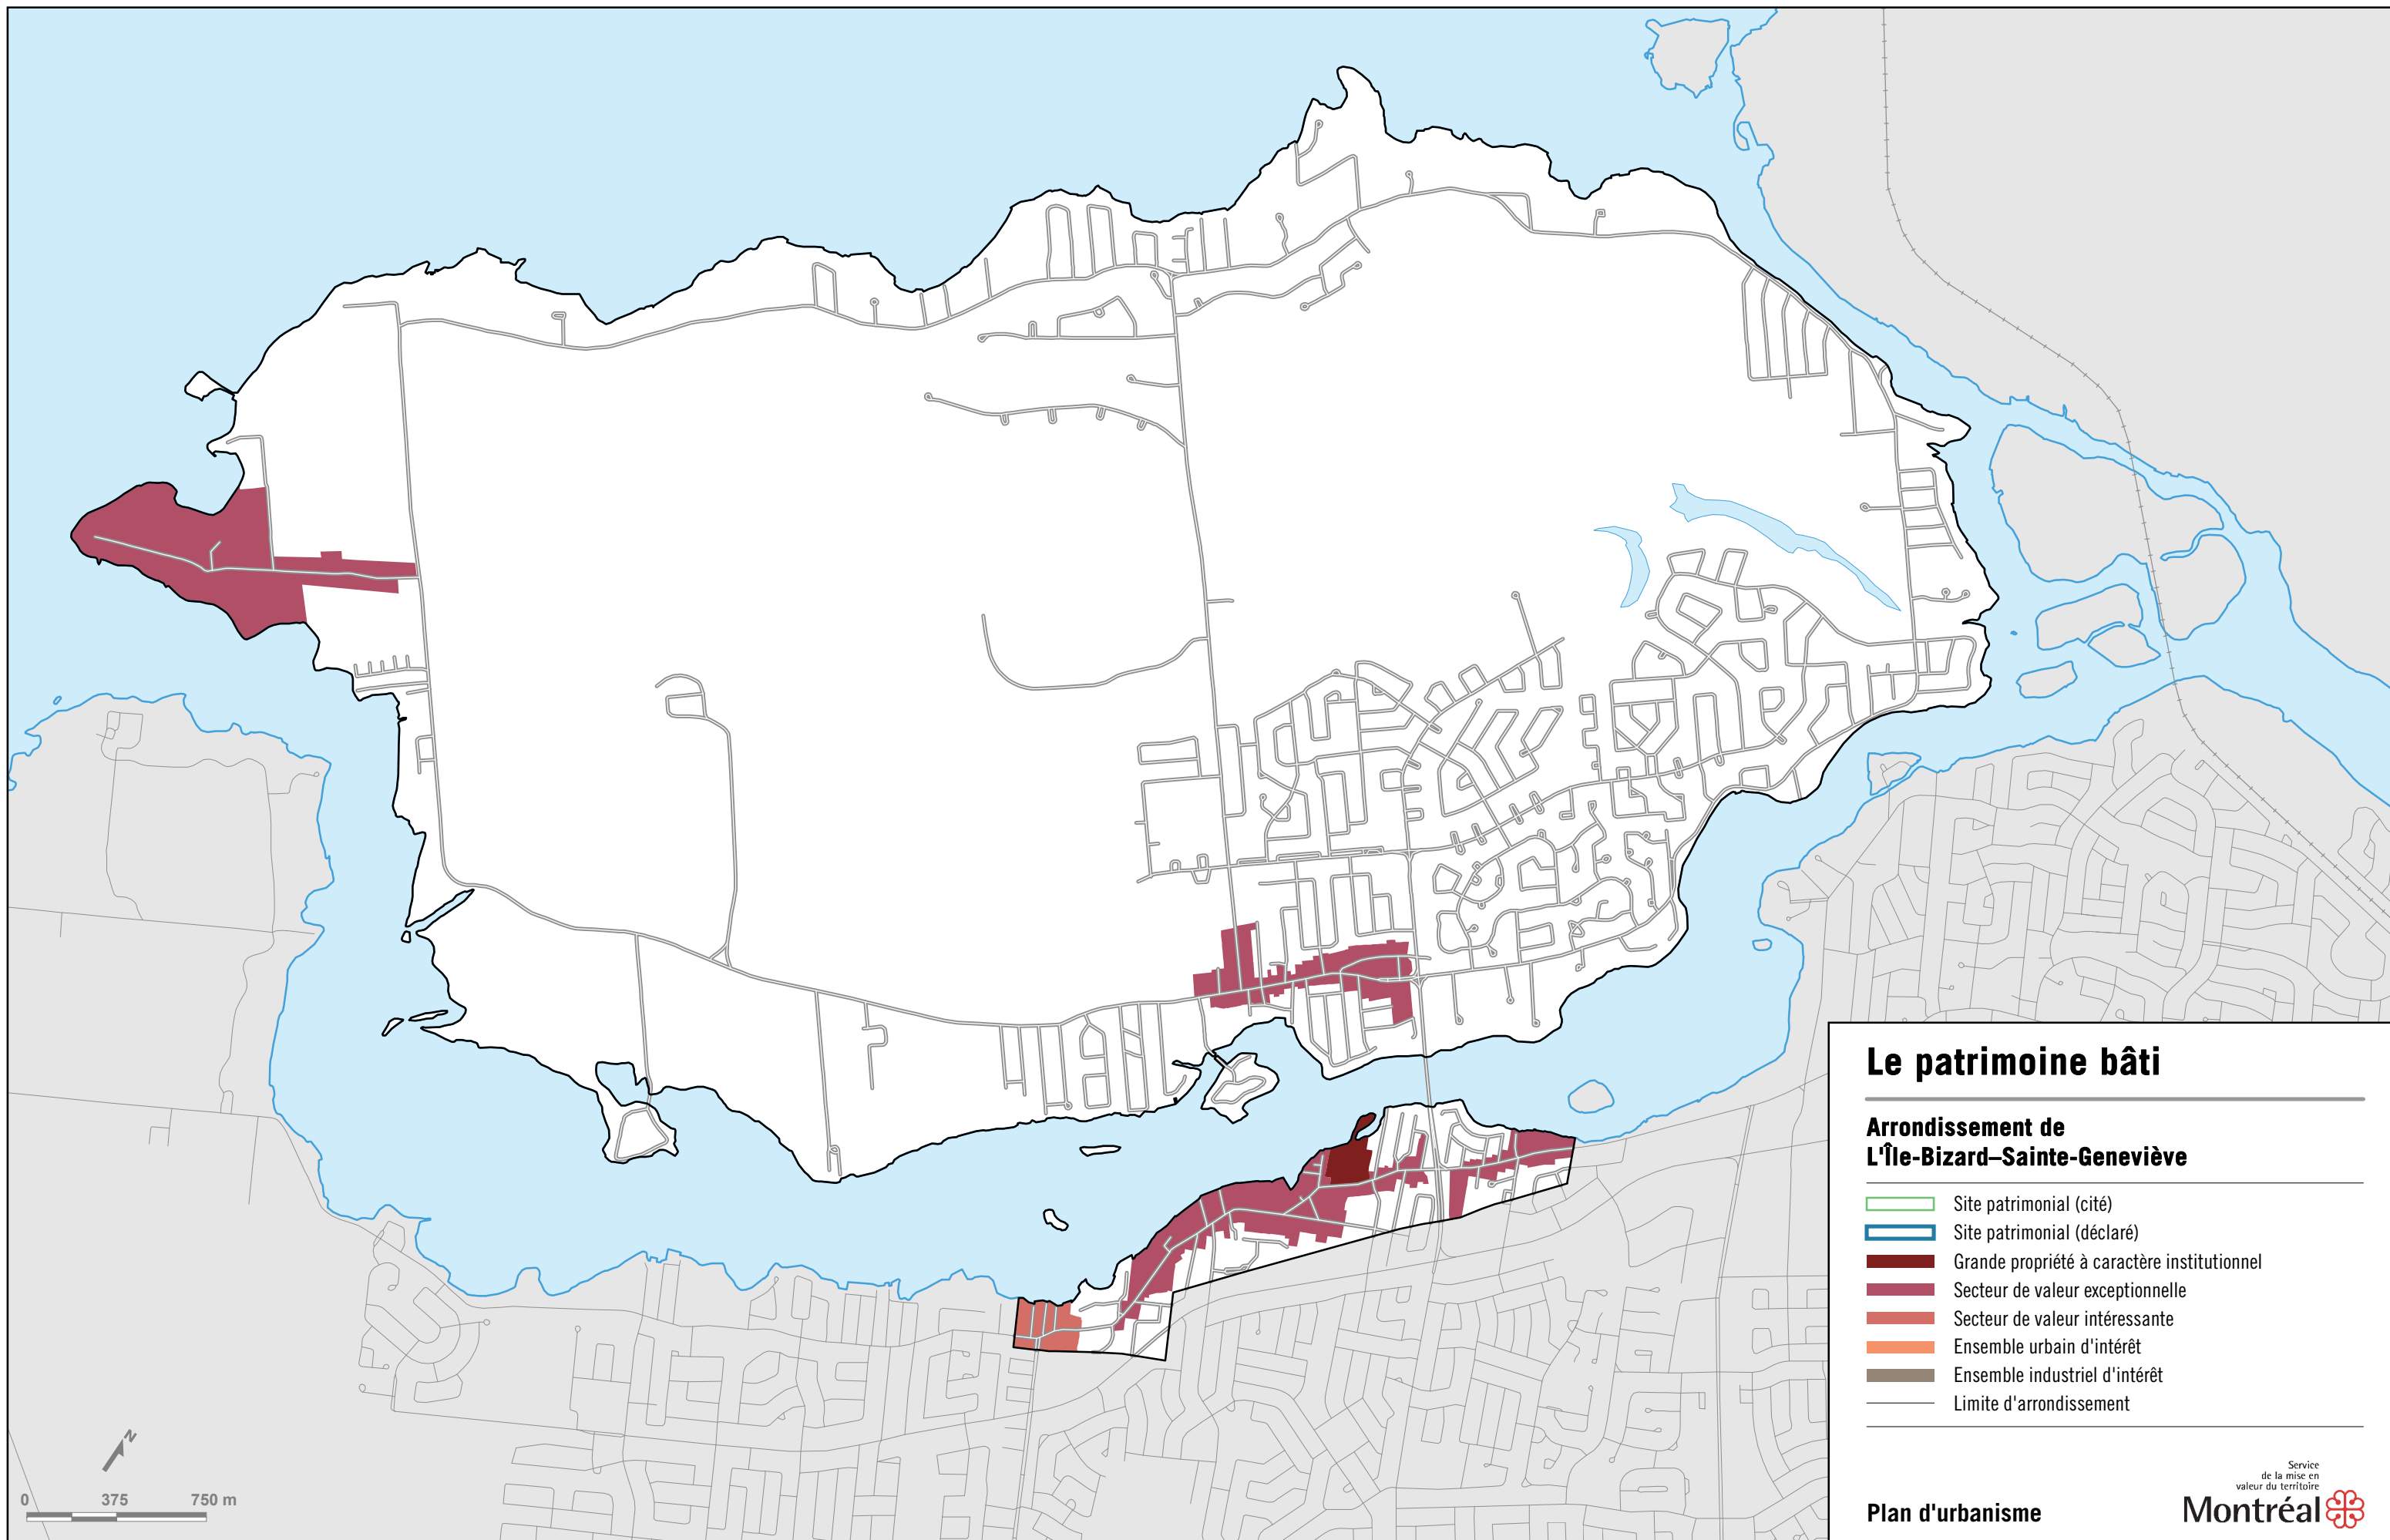 Le patrimoine bâti
Arrondissement de
L'Île-Bizard–Sainte-Geneviève
Site patrimonial (cité)
Site patrimonial (déclaré)
Grande propriété à caractère institutionnel
Secteur de valeur exceptionnelle
Secteur de valeur intéressante
Ensemble urbain d'intérêt
Ensemble industriel d'intérêt
Limite d'arrondissement
N
0 375 750 m
Plan d'urbanisme
Service
de la mise en
valeur du territoire
Montréal